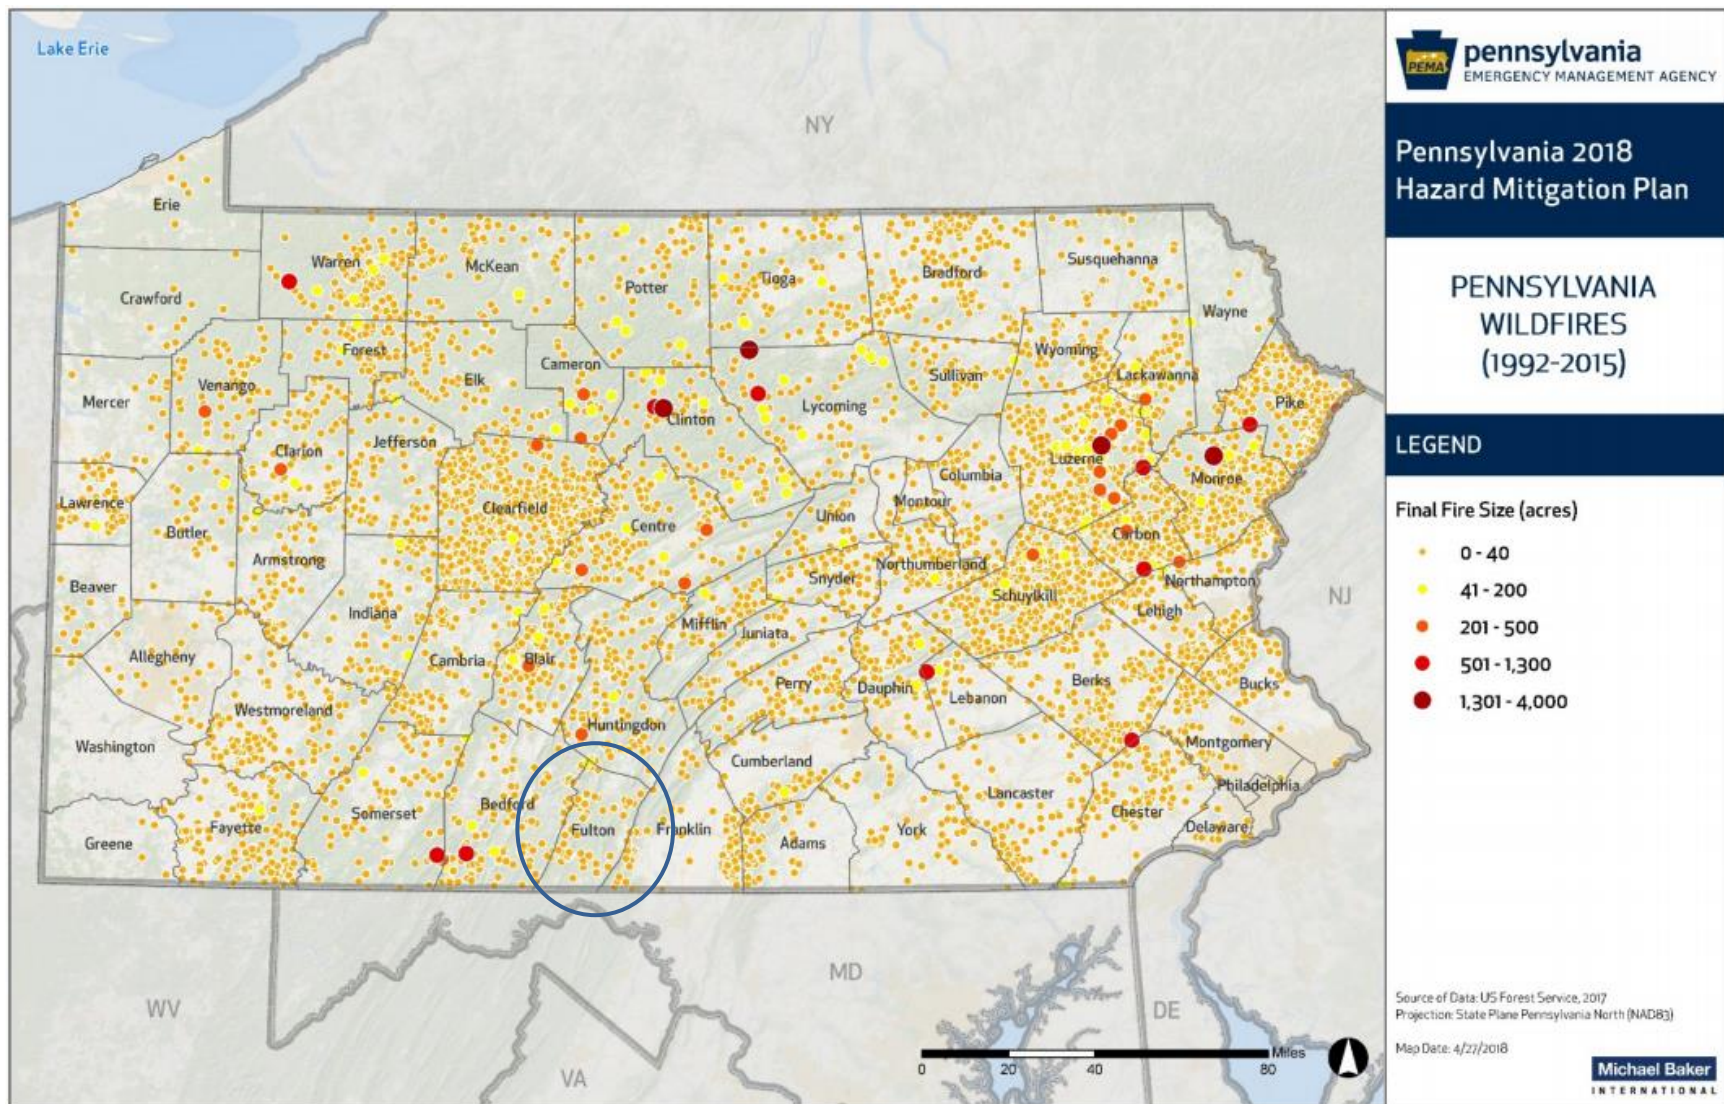 Lake Erie
NY
Erie
Warren
McKean
Potter
Tioga
Bradford
Susquehanna
Crawford
Wayne
Forest
Cameron
Wyoming
Venango
Elk
Sullivan
Lackawanna
Mercer
Lycoming
Pike
Clinton
Jefferson
Clarion
Luzerne
Columbia
Monroe
Lawrence
Clearfield
Montour
Butler
Centre
Union
Carbon
Armstrong
Northumberland
Beaver
Snyder
Northampton
Schuylkill
NJ
Indiana
Lehigh
Mifflin
Juniata
Allegheny
Cambria
Blair
Perry
Dauphin
Berks
Bucks
Lebanon
Westmoreland
Huntingdon
Washington
Montgomery
Cumberland
Philadelphia
Lancaster
Bedford
Somerset
Chester
Fayette
Fulton
Franklin
York
Delaware
Greene
Adams
MD
WV
DE
VA
Miles
0 20 40 80
PEMA
pennsylvania
EMERGENCY MANAGEMENT AGENCY
Pennsylvania 2018
Hazard Mitigation Plan
PENNSYLVANIA
WILDFIRES
(1992-2015)
LEGEND
Final Fire Size (acres)
0 - 40
41 - 200
201 - 500
501 - 1,300
1,301 - 4,000
Source of Data: US Forest Service, 2017
Projection: State Plane Pennsylvania North (NAD83)
Map Date: 4/27/2018
Michael Baker
INTERNATIONAL